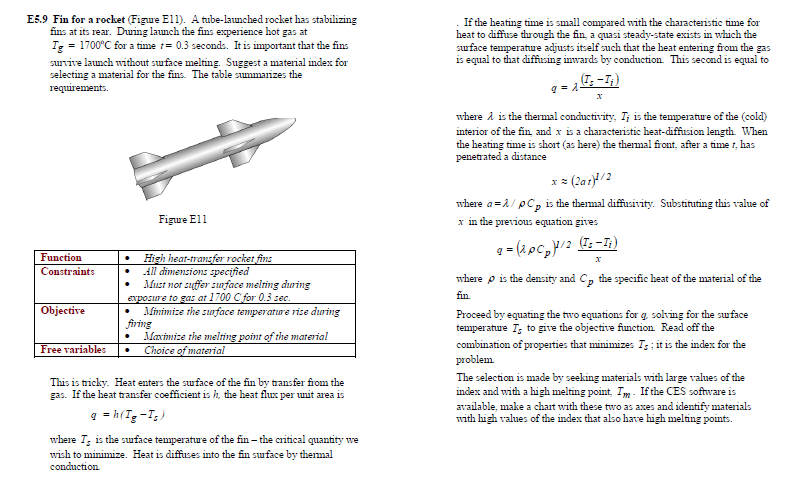 E5.9 Fin for a rocket (Figure E11). A tube-launched rocket has stabilizing
fins at its rear. During launch the fins experience hot gas at
T_g = 1700°C for a time t = 0.3 seconds. It is important that the fins
survive launch without surface melting. Suggest a material index for
selecting a material for the fins. The table summarizes the
requirements.
Figure E11
Function
• High heat-transfer rocket fins
Constraints
• All dimensions specified
• Must not suffer surface melting during
exposure to gas at 1700 C for 0.3 sec.
Objective
• Minimize the surface temperature rise during
firing
• Maximize the melting point of the material
Free variables
• Choice of material
This is tricky. Heat enters the surface of the fin by transfer from the
gas. If the heat transfer coefficient is h, the heat flux per unit area is
q = h(T_g − T_s)
where T_s is the surface temperature of the fin – the critical quantity we
wish to minimize. Heat is diffuses into the fin surface by thermal
conduction.
. If the heating time is small compared with the characteristic time for
heat to diffuse through the fin, a quasi steady-state exists in which the
surface temperature adjusts itself such that the heat entering from the gas
is equal to that diffusing inwards by conduction. This second is equal to
q = λ (T_s − T_i) / x
where λ is the thermal conductivity, T_i is the temperature of the (cold)
interior of the fin, and x is a characteristic heat-diffusion length. When
the heating time is short (as here) the thermal front, after a time t, has
penetrated a distance
x ≈ (2at)^1/2
where a = λ / ρC_p is the thermal diffusivity. Substituting this value of
x in the previous equation gives
q = (λρC_p)^1/2 (T_s − T_i) / x
where ρ is the density and C_p the specific heat of the material of the
fin.
Proceed by equating the two equations for q, solving for the surface
temperature T_s to give the objective function. Read off the
combination of properties that minimizes T_s ; it is the index for the
problem.
The selection is made by seeking materials with large values of the
index and with a high melting point, T_m . If the CES software is
available, make a chart with these two as axes and identify materials
with high values of the index that also have high melting points.